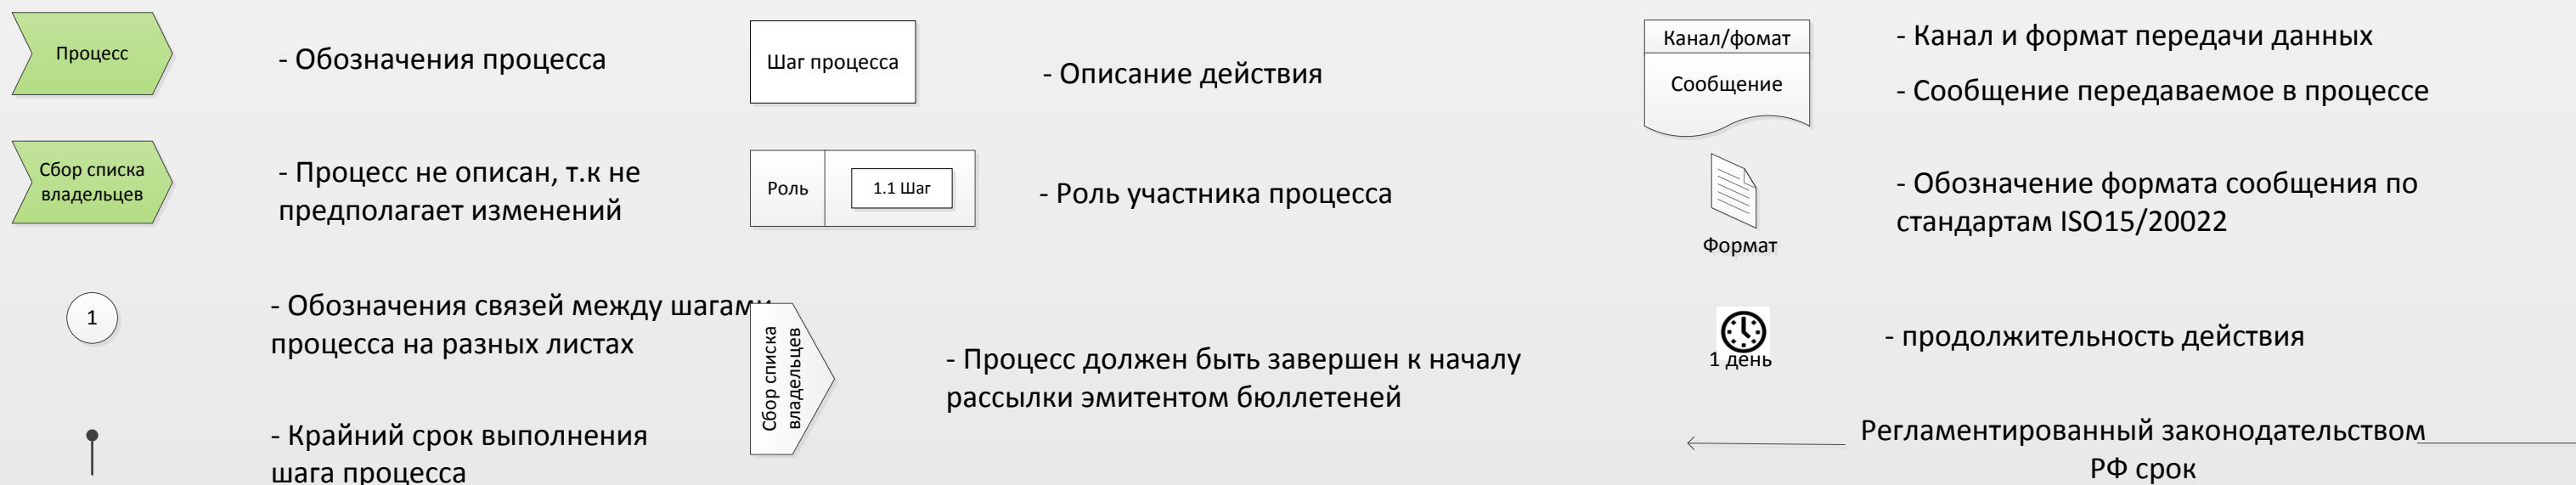 Процесс
- Обозначения процесса
Сбор списка
владельцев
- Процесс не описан, т.к не
предполагает изменений
1
- Обозначения связей между шагами
процесса на разных листах
- Крайний срок выполнения
шага процесса
Шаг процесса
- Описание действия
Роль
1.1 Шаг
- Роль участника процесса
Сбор списка
владельцев
- Процесс должен быть завершен к началу
рассылки эмитентом бюллетеней
Канал/фомат
Сообщение
- Канал и формат передачи данных
- Сообщение передаваемое в процессе
Формат
- Обозначение формата сообщения по
стандартам ISO15/20022
1 день
- продолжительность действия
Регламентированный законодательством
РФ срок